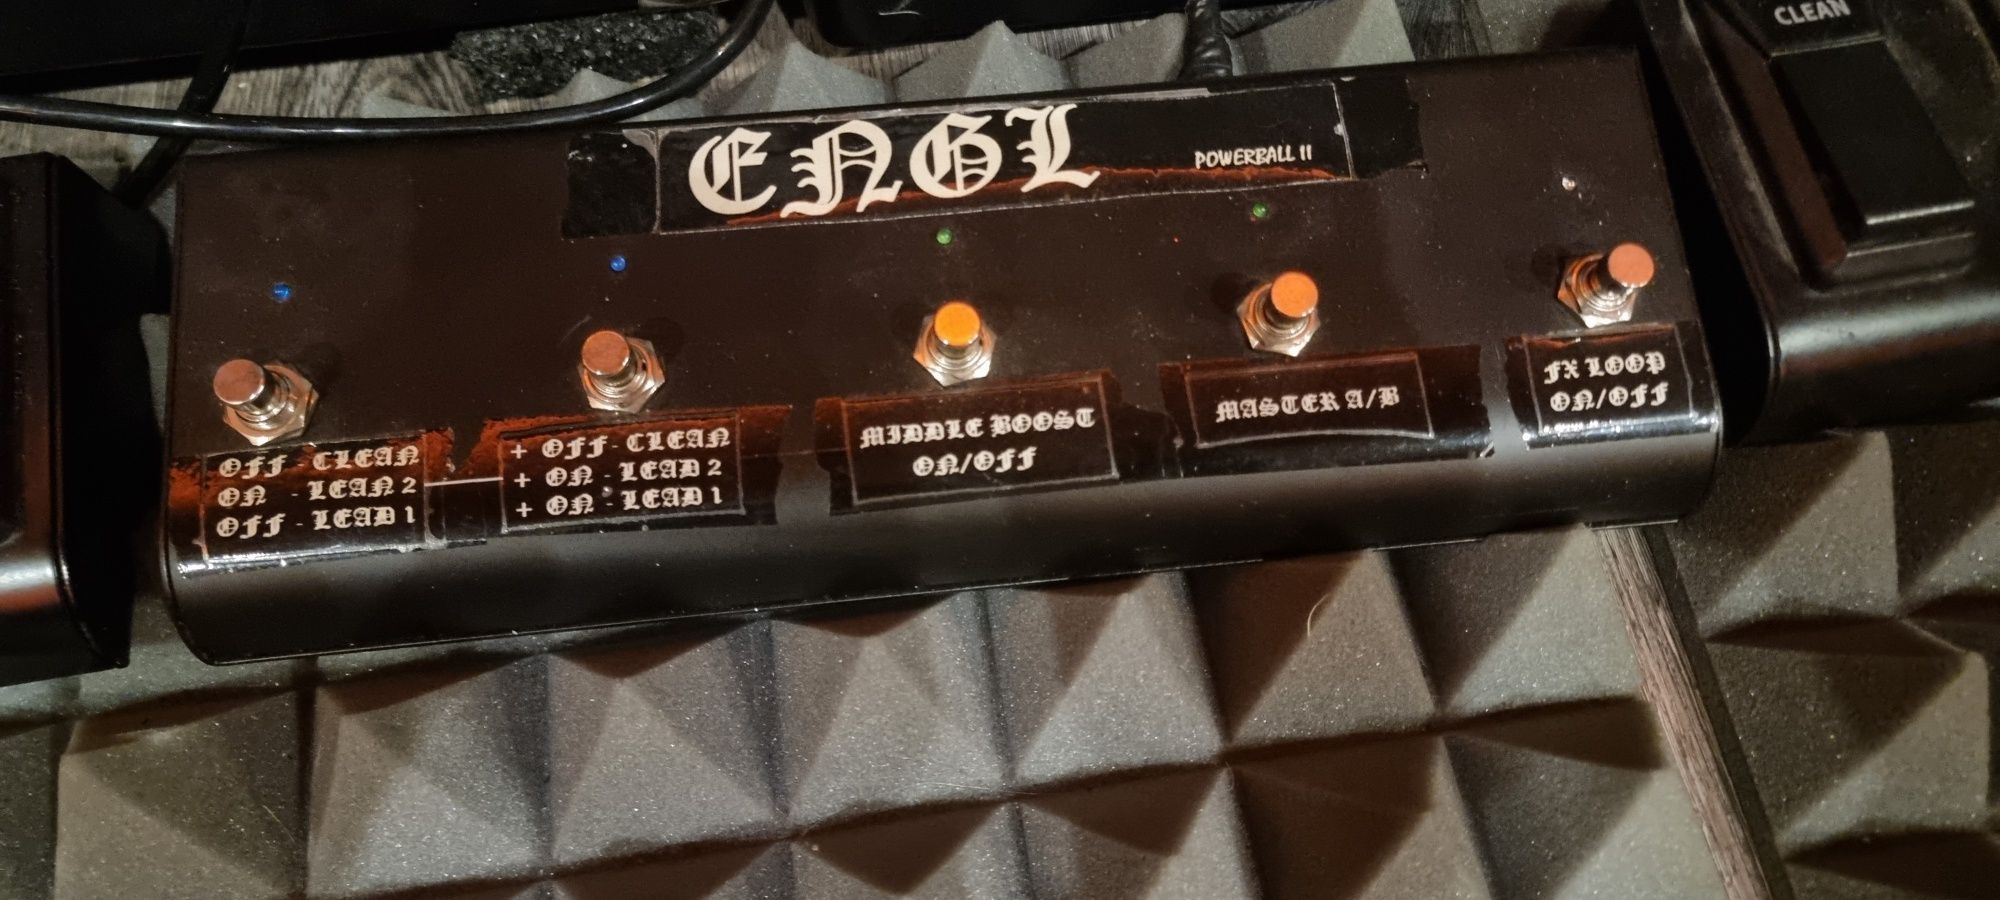 CLEAN
ENGL
POWERBALL II
OFF - CLEAN
ON - LEAN 2
OFF - LEAD 1
+ OFF - CLEAN
+ ON - LEAD 2
+ ON - LEAD 1
MIDDLE BOOST
ON/OFF
MASTER A/B
FX LOOP
ON/OFF